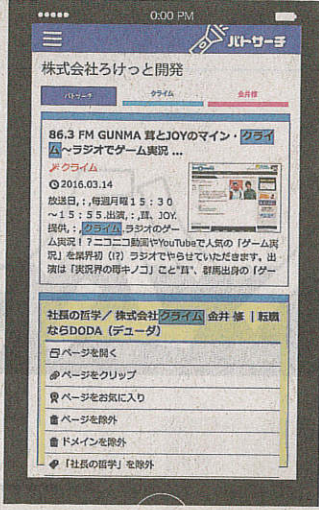 0:00 PM
パトサーチ
株式会社ろけっと開発
パトサーチ
クライム
金井修
86.3 FM GUNMA 茸とJOYのマイン・クライ
ム～ラジオでゲーム実況 ...
クライム
2016.03.14
放送日, : ,毎週月曜15：30
～15：55.出演, : ,茸、JOY.
提供, : ,クライム,ラジオのゲー
ム実況！？ニコニコ動画やYouTubeで人気の「ゲーム実
況」を業界初（!?）ラジオでやらせていただきます。出
演は「実況界の毒キノコ」こと"茸"、群馬出身の「ゲー
社長の哲学／ 株式会社クライム 金井 修 ｜転職
ならDODA（デューダ）
ページを開く
ページをクリップ
ページをお気に入り
ページを除外
ドメインを除外
「社長の哲学」を除外